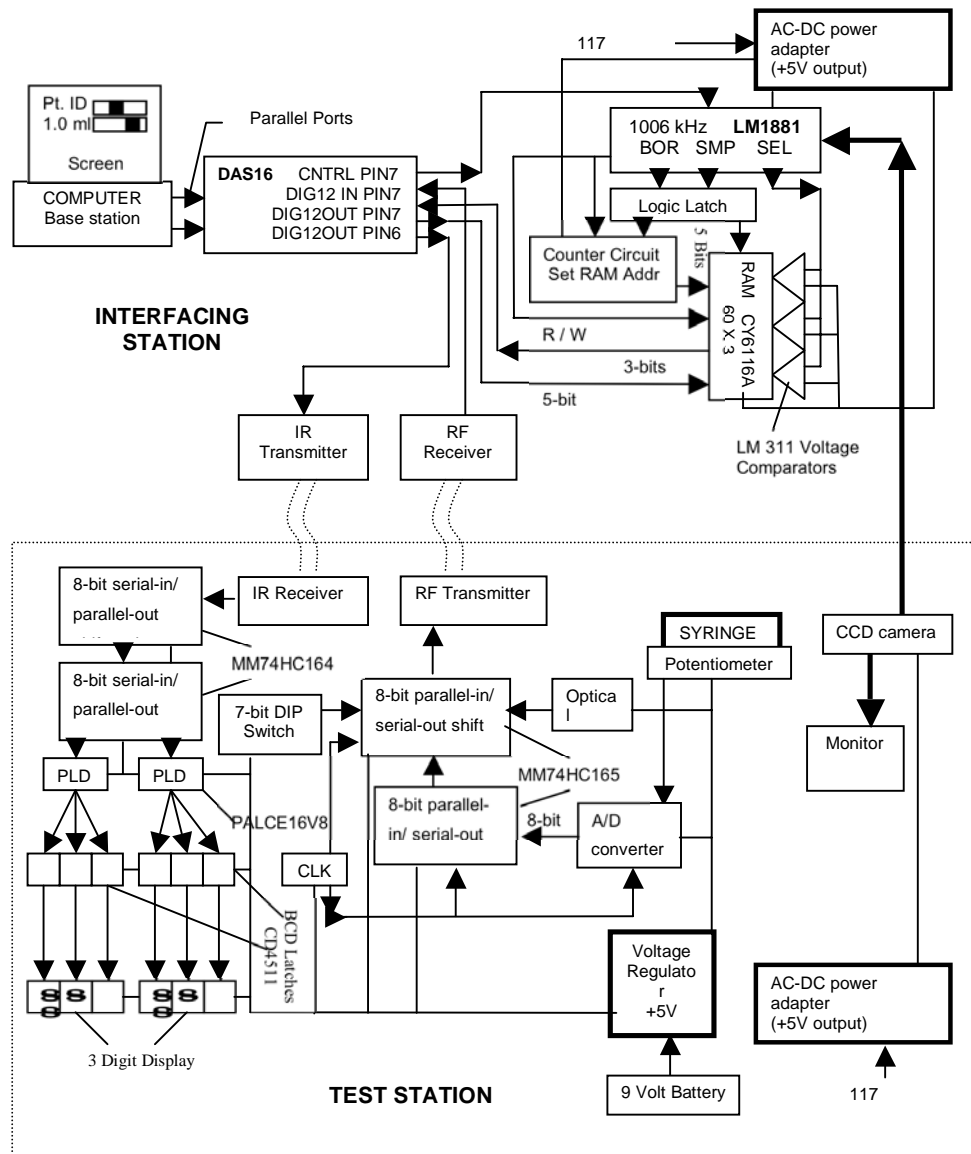 117
AC-DC power
adapter
(+5V output)
Pt. ID
1.0 ml
Screen
COMPUTER
Base station
Parallel Ports
DAS16 CNTRL PIN7
DIG12 IN PIN7
DIG12OUT PIN7
DIG12OUT PIN6
1006 kHz LM1881
BOR SMP SEL
Logic Latch
5 Bits
Counter Circuit
Set RAM Addr
RAM CY6116A
60 X 3
INTERFACING
STATION
R / W
3-bits
5-bit
LM 311 Voltage
Comparators
IR
Transmitter
RF
Receiver
8-bit serial-in/
parallel-out
IR Receiver
RF Transmitter
SYRINGE
Potentiometer
CCD camera
MM74HC164
8-bit serial-in/
parallel-out
7-bit DIP
Switch
8-bit parallel-in/
serial-out shift
Optica
l
Monitor
PLD
PLD
MM74HC165
PALCE16V8
8-bit parallel-
in/ serial-out
8-bit
A/D
converter
CLK
BCD Latches
CD4511
Voltage
Regulato
r
+5V
AC-DC power
adapter
(+5V output)
8 8
8
8 8
8
3 Digit Display
TEST STATION
9 Volt Battery
117